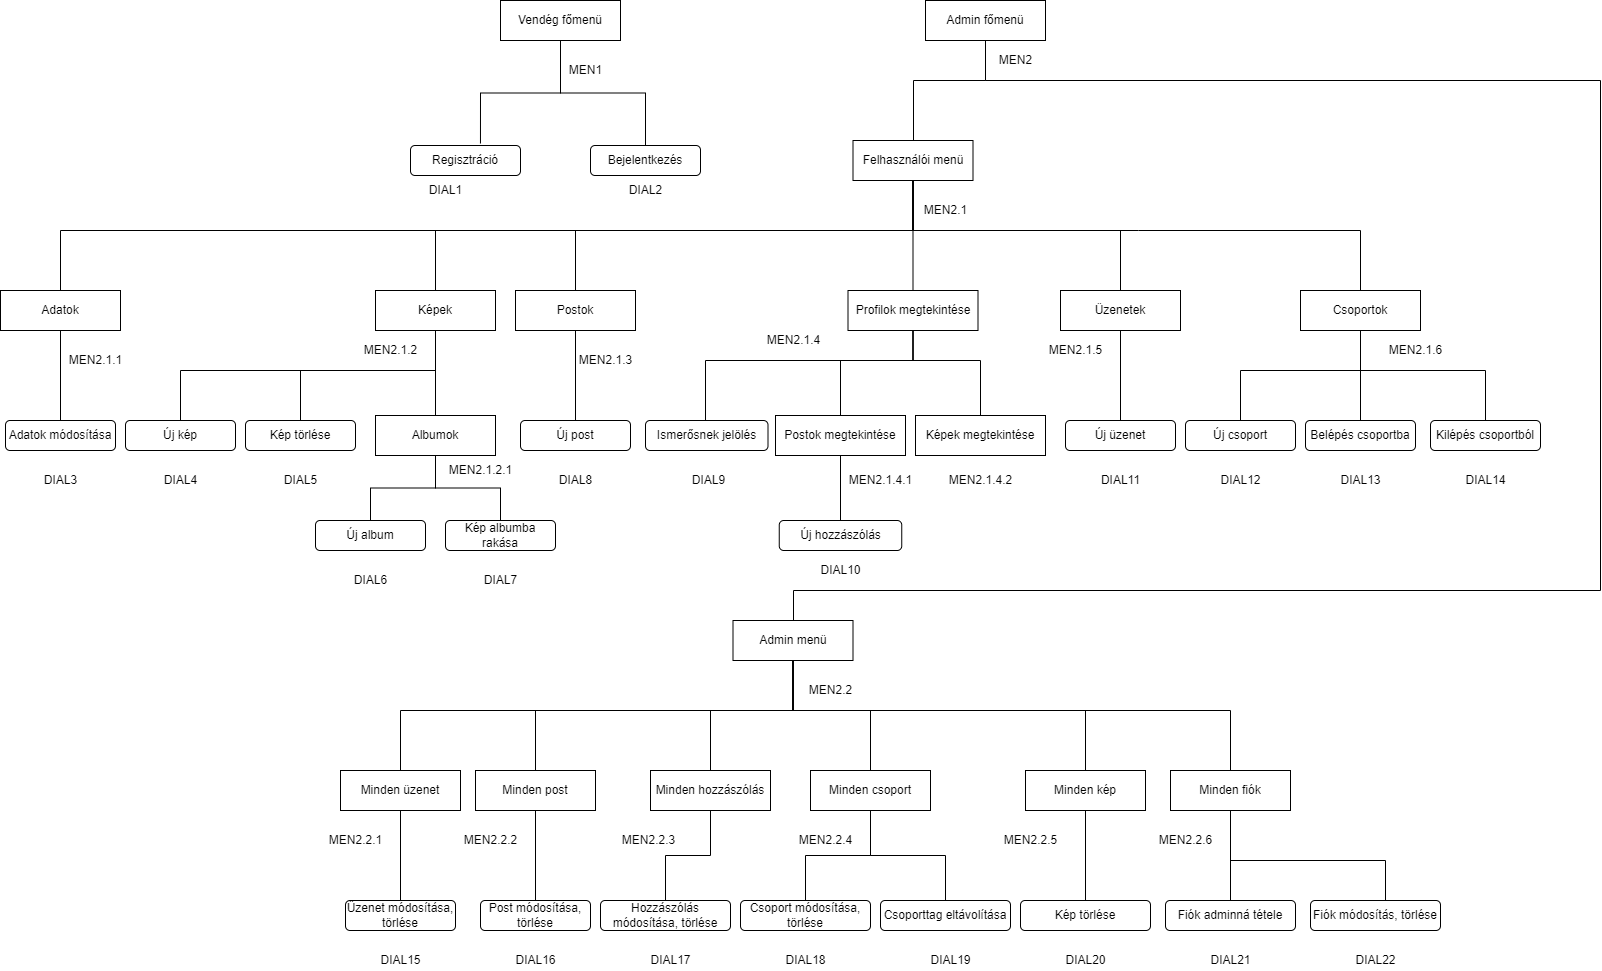 Vendég főmenü
Admin főmenü
MEN1
MEN2
Regisztráció
Bejelentkezés
Felhasználói menü
DIAL1
DIAL2
MEN2.1
Adatok
Képek
Postok
Profilok megtekintése
Üzenetek
Csoportok
MEN2.1.1
MEN2.1.2
MEN2.1.3
MEN2.1.4
MEN2.1.5
MEN2.1.6
Adatok módosítása
Új kép
Kép törlése
Albumok
Új post
Ismerősnek jelölés
Postok megtekintése
Képek megtekintése
Új üzenet
Új csoport
Belépés csoportba
Kilépés csoportból
DIAL3
DIAL4
DIAL5
MEN2.1.2.1
DIAL8
DIAL9
MEN2.1.4.1
MEN2.1.4.2
DIAL11
DIAL12
DIAL13
DIAL14
Új album
Kép albumba
rakása
Új hozzászólás
DIAL6
DIAL7
DIAL10
Admin menü
MEN2.2
Minden üzenet
Minden post
Minden hozzászólás
Minden csoport
Minden kép
Minden fiók
MEN2.2.1
MEN2.2.2
MEN2.2.3
MEN2.2.4
MEN2.2.5
MEN2.2.6
Üzenet módosítása,
törlése
Post módosítása,
törlése
Hozzászólás
módosítása, törlése
Csoport módosítása,
törlése
Csoporttag eltávolítása
Kép törlése
Fiók adminná tétele
Fiók módosítás, törlése
DIAL15
DIAL16
DIAL17
DIAL18
DIAL19
DIAL20
DIAL21
DIAL22